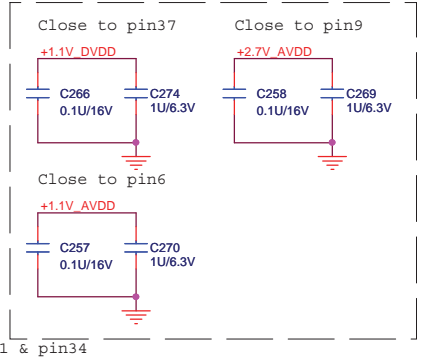 Close to pin37
Close to pin9
+1.1V_DVDD
+2.7V_AVDD
C266
0.1U/16V
C274
1U/6.3V
C258
0.1U/16V
C269
1U/6.3V
Close to pin6
+1.1V_AVDD
C257
0.1U/16V
C270
1U/6.3V
1 & pin34